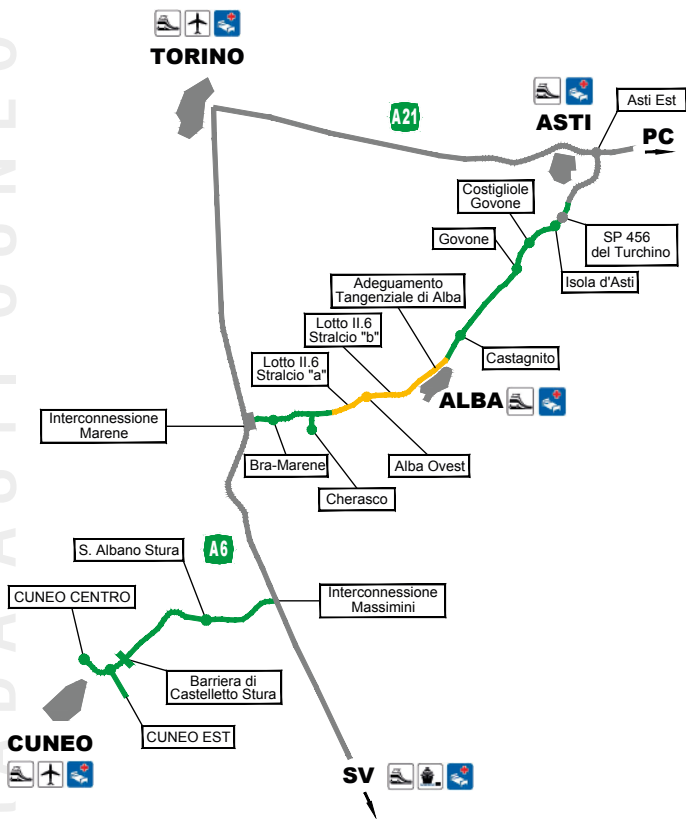 TORINO
A21
ASTI
Asti Est
PC
Costigliole
Govone
SP 456
del Turchino
Govone
Isola d'Asti
Adeguamento
Tangenziale di Alba
Lotto II.6
Stralcio "b"
Lotto II.6
Stralcio "a"
Castagnito
ALBA
Interconnessione
Marene
Bra-Marene
Alba Ovest
Cherasco
A6
S. Albano Stura
CUNEO CENTRO
Interconnessione
Massimini
Barriera di
Castelletto Stura
CUNEO EST
CUNEO
SV